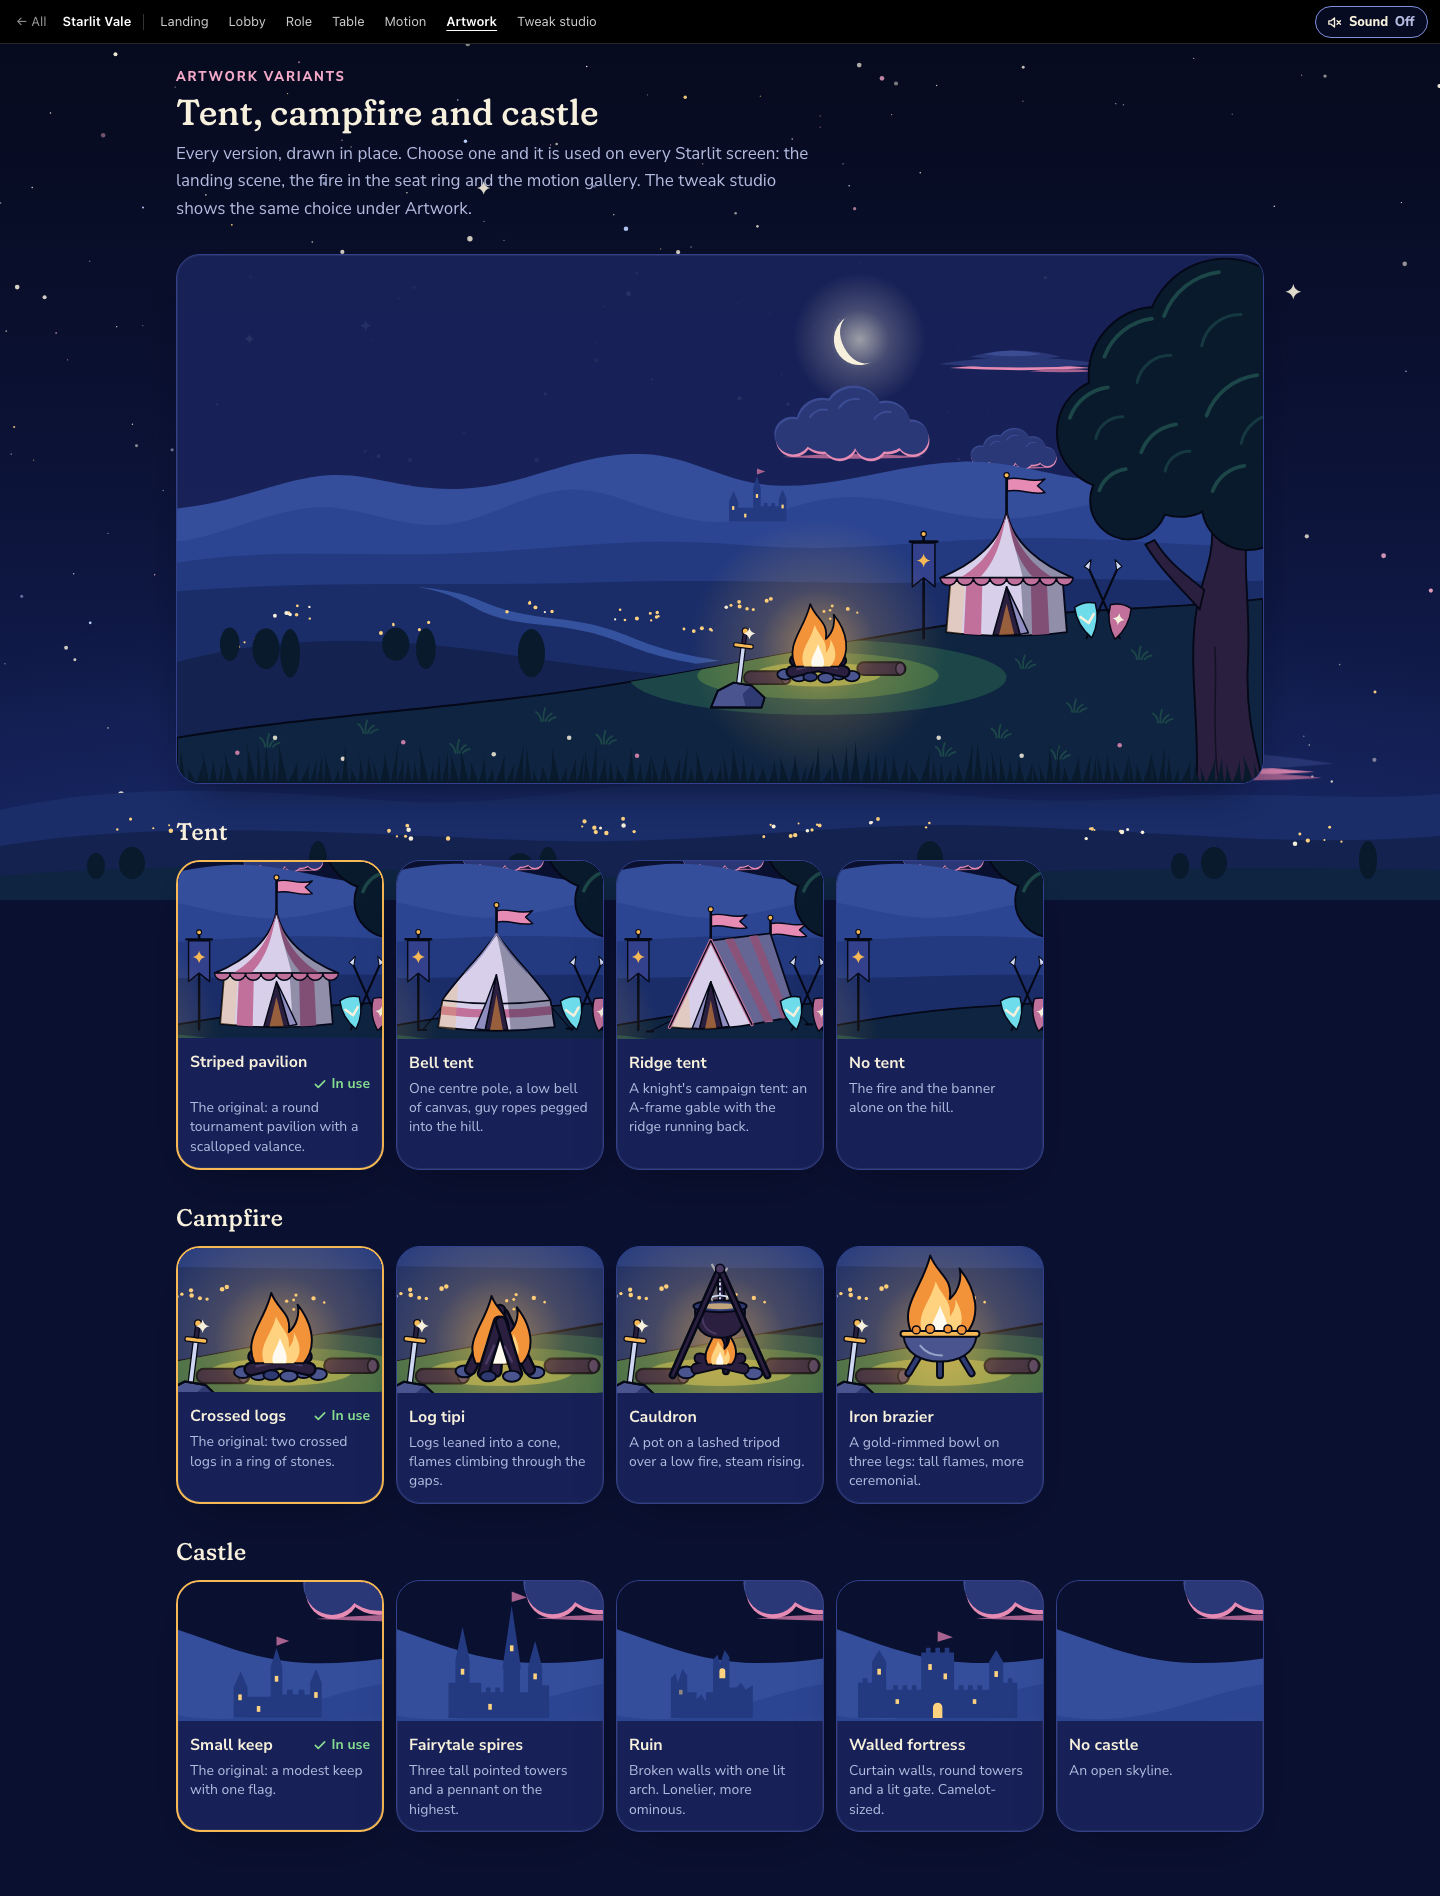 ← All Starlit Vale Landing Lobby Role Table Motion Artwork Tweak studio Sound Off
ARTWORK VARIANTS
Tent, campfire and castle
Every version, drawn in place. Choose one and it is used on every Starlit screen: the
landing scene, the fire in the seat ring and the motion gallery. The tweak studio
shows the same choice under Artwork.
Tent
Striped pavilion
In use
The original: a round
tournament pavilion with a
scalloped valance.
Bell tent
One centre pole, a low bell
of canvas, guy ropes pegged
into the hill.
Ridge tent
A knight's campaign tent: an
A-frame gable with the
ridge running back.
No tent
The fire and the banner
alone on the hill.
Campfire
Crossed logs In use
The original: two crossed
logs in a ring of stones.
Log tipi
Logs leaned into a cone,
flames climbing through the
gaps.
Cauldron
A pot on a lashed tripod
over a low fire, steam rising.
Iron brazier
A gold-rimmed bowl on
three legs: tall flames, more
ceremonial.
Castle
Small keep In use
The original: a modest keep
with one flag.
Fairytale spires
Three tall pointed towers
and a pennant on the
highest.
Ruin
Broken walls with one lit
arch. Lonelier, more
ominous.
Walled fortress
Curtain walls, round towers
and a lit gate. Camelot-
sized.
No castle
An open skyline.